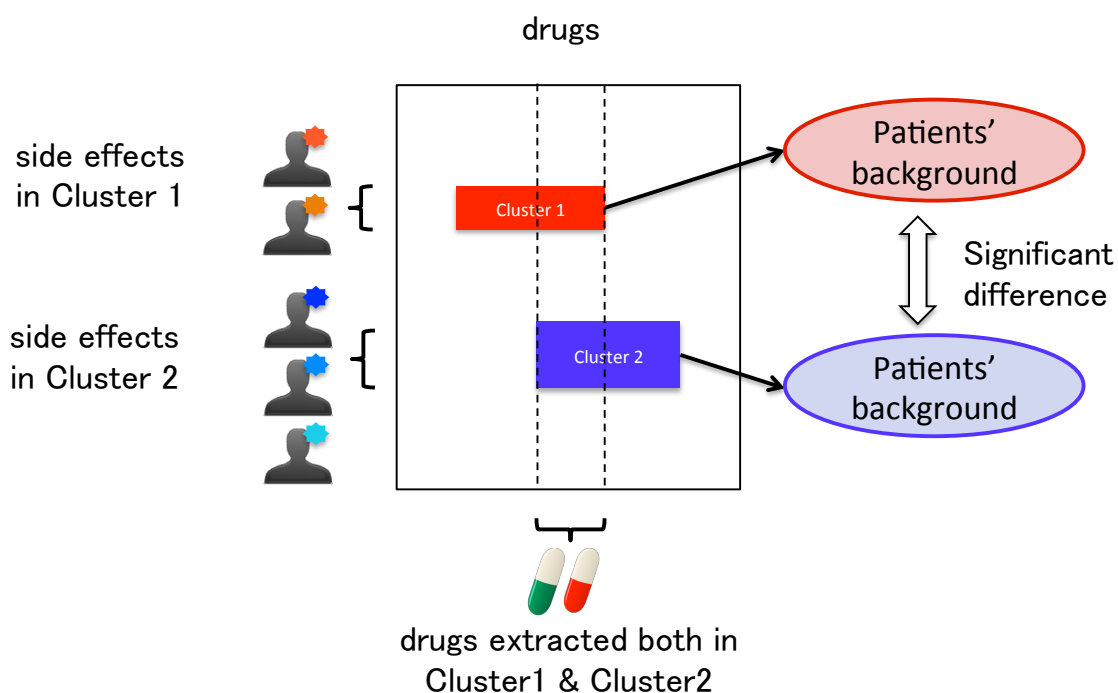 drugs
side effects
in Cluster 1
Cluster 1
Patients’
background
Significant
difference
side effects
in Cluster 2
Cluster 2
Patients’
background
drugs extracted both in
Cluster1 & Cluster2